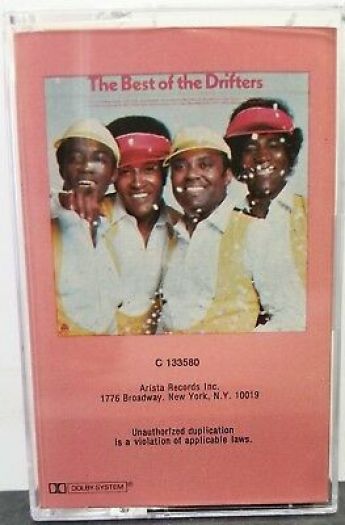 The Best of the Drifters
C 133580
Arista Records Inc.
1776 Broadway, New York, N.Y. 10019
Unauthorized duplication
is a violation of applicable laws.
DOLBY SYSTEM®